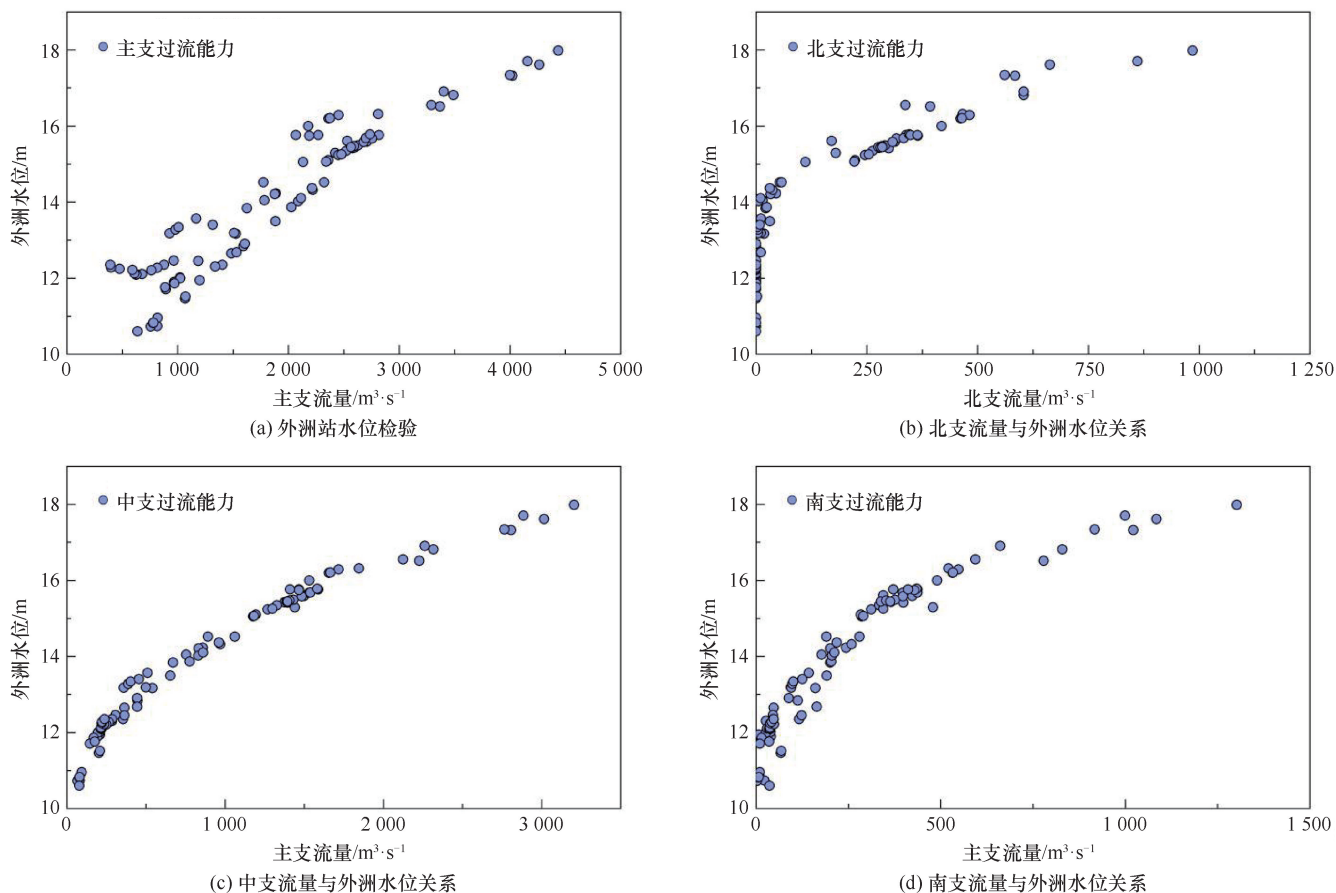 主支过流能力
18
16
14
12
10
外洲水位/m
0
1 000
2 000
3 000
4 000
5 000
主支流量/m³·s⁻¹
(a) 外洲站水位检验
北支过流能力
18
16
14
12
10
外洲水位/m
0
250
500
750
1 000
1 250
北支流量/m³·s⁻¹
(b) 北支流量与外洲水位关系
中支过流能力
18
16
14
12
10
外洲水位/m
0
1 000
2 000
3 000
主支流量/m³·s⁻¹
(c) 中支流量与外洲水位关系
南支过流能力
18
16
14
12
10
外洲水位/m
0
500
1 000
1 500
主支流量/m³·s⁻¹
(d) 南支流量与外洲水位关系